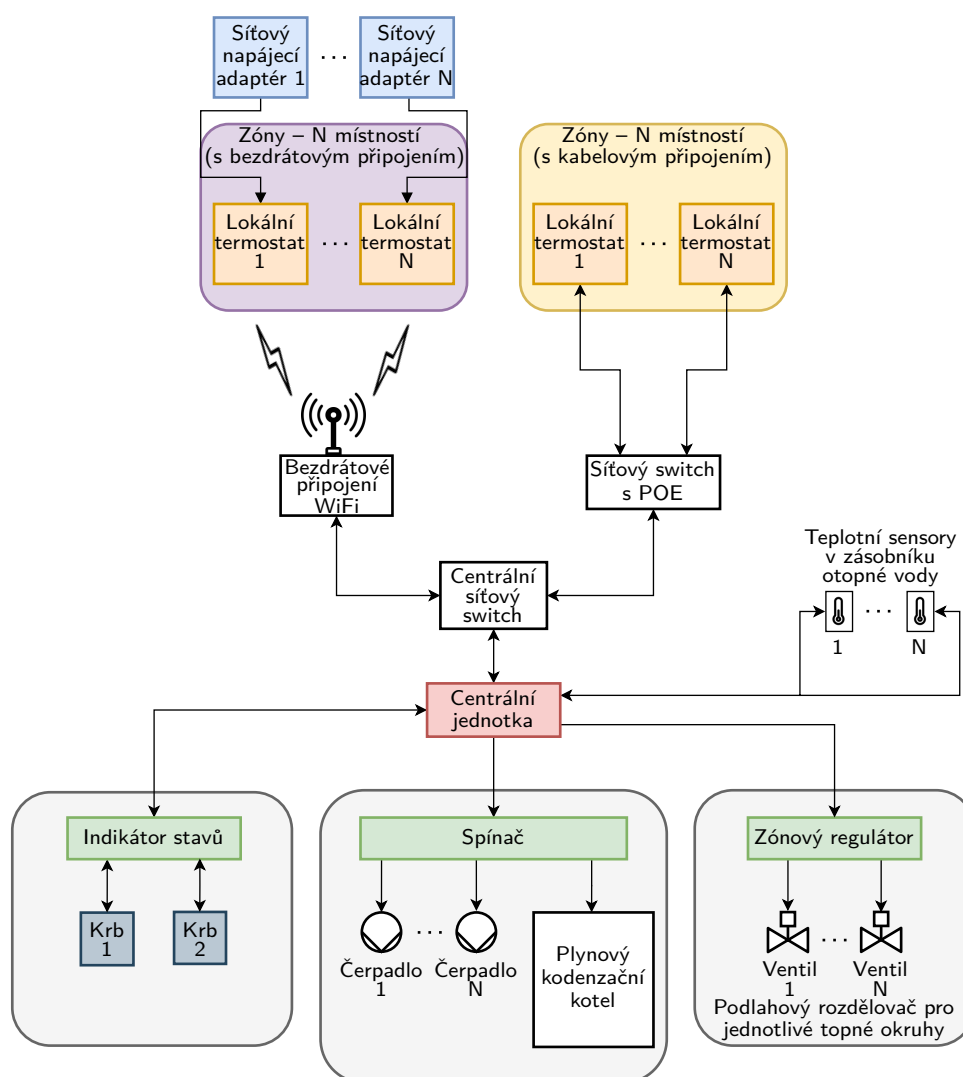 Síťový
napájecí
adaptér 1
...
Síťový
napájecí
adaptér N
Zóny – N místností
(s bezdrátovým připojením)
Lokální
termostat
1
...
Lokální
termostat
N
Zóny – N místností
(s kabelovým připojením)
Lokální
termostat
1
...
Lokální
termostat
N
Bezdrátové
připojení
WiFi
Síťový switch
s POE
Centrální
síťový
switch
Teplotní sensory
v zásobníku
otopné vody
...
1
N
Centrální
jednotka
Indikátor stavů
Krb
1
Krb
2
Spínač
...
Čerpadlo
1
Čerpadlo
N
Plynový
kodenzační
kotel
Zónový regulátor
...
Ventil
1
Ventil
N
Podlahový rozdělovač pro
jednotlivé topné okruhy